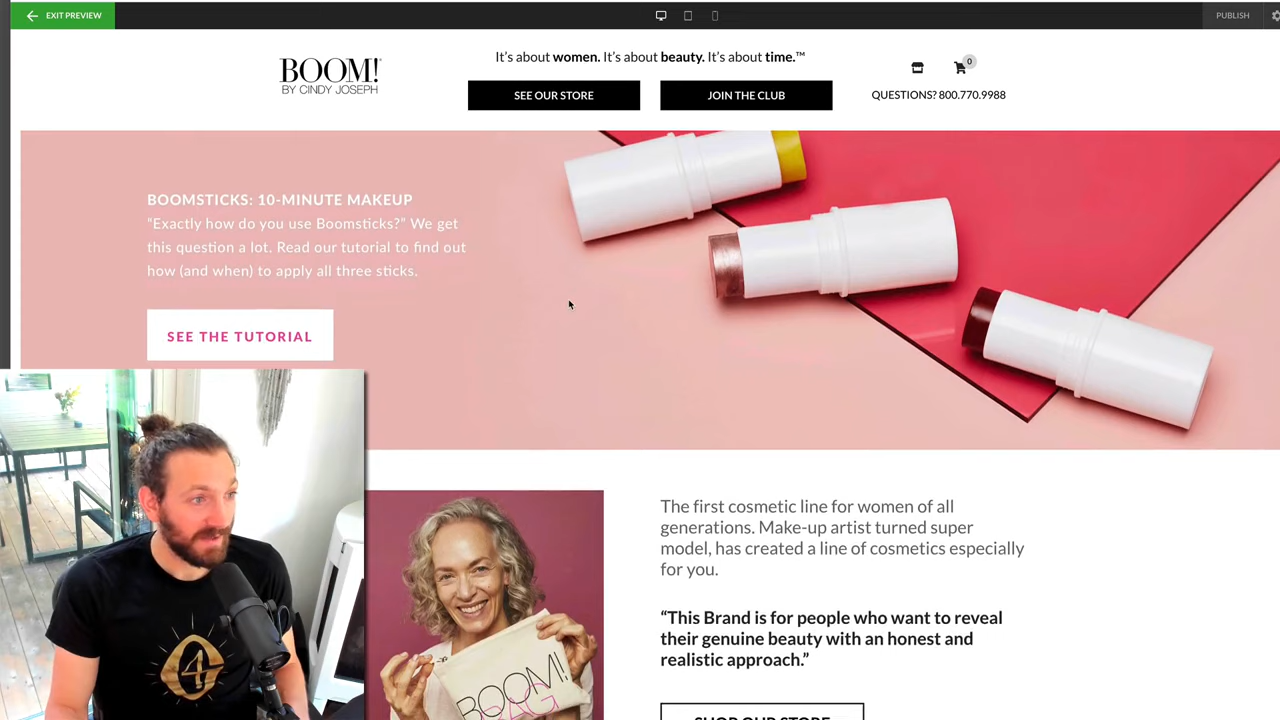 EXIT PREVIEW
PUBLISH
BOOM!
BY CINDY JOSEPH
It's about women. It's about beauty. It's about time.™
SEE OUR STORE
JOIN THE CLUB
0
QUESTIONS? 800.770.9988
BOOMSTICKS: 10-MINUTE MAKEUP
“Exactly how do you use Boomsticks?” We get
this question a lot. Read our tutorial to find out
how (and when) to apply all three sticks.
SEE THE TUTORIAL
The first cosmetic line for women of all
generations. Make-up artist turned super
model, has created a line of cosmetics especially
for you.
“This Brand is for people who want to reveal
their genuine beauty with an honest and
realistic approach.”
SHOP OUR STORE
BOOM!
BAG